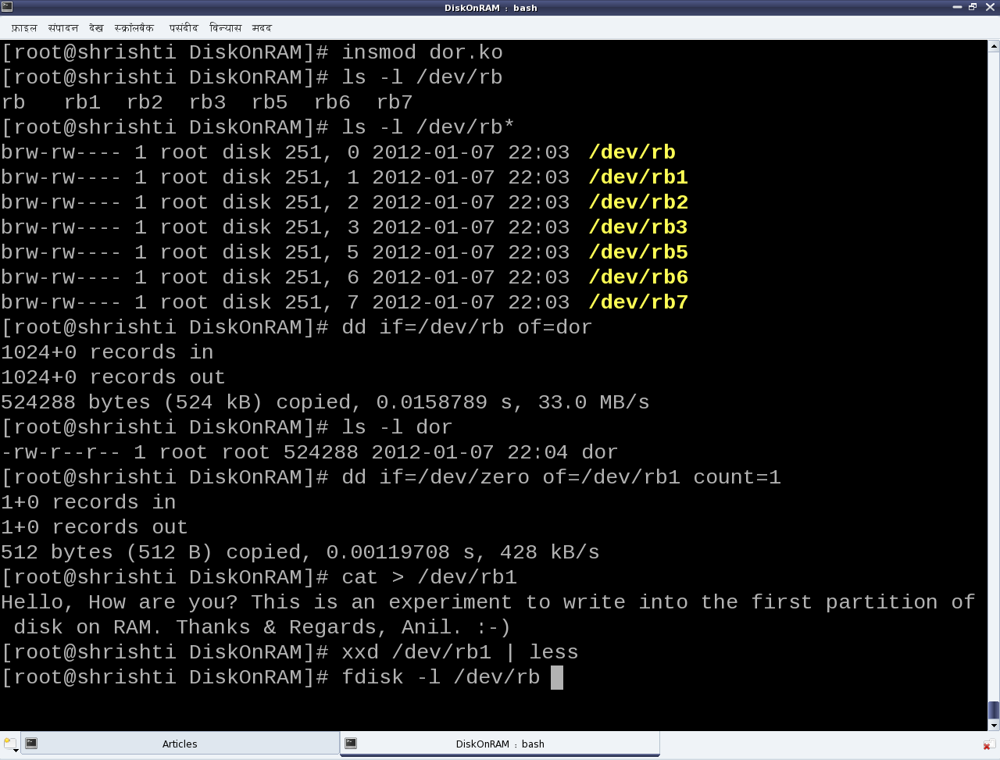 DiskOnRAM : bash
फ़ाइल संपादन देख स्क्रॉलबैक पसंदीद विन्यास मदद
[root@shrishti DiskOnRAM]# insmod dor.ko
[root@shrishti DiskOnRAM]# ls -l /dev/rb
rb   rb1  rb2  rb3  rb5  rb6  rb7
[root@shrishti DiskOnRAM]# ls -l /dev/rb*
brw-rw---- 1 root disk 251, 0 2012-01-07 22:03 /dev/rb
brw-rw---- 1 root disk 251, 1 2012-01-07 22:03 /dev/rb1
brw-rw---- 1 root disk 251, 2 2012-01-07 22:03 /dev/rb2
brw-rw---- 1 root disk 251, 3 2012-01-07 22:03 /dev/rb3
brw-rw---- 1 root disk 251, 5 2012-01-07 22:03 /dev/rb5
brw-rw---- 1 root disk 251, 6 2012-01-07 22:03 /dev/rb6
brw-rw---- 1 root disk 251, 7 2012-01-07 22:03 /dev/rb7
[root@shrishti DiskOnRAM]# dd if=/dev/rb of=dor
1024+0 records in
1024+0 records out
524288 bytes (524 kB) copied, 0.0158789 s, 33.0 MB/s
[root@shrishti DiskOnRAM]# ls -l dor
-rw-r--r-- 1 root root 524288 2012-01-07 22:04 dor
[root@shrishti DiskOnRAM]# dd if=/dev/zero of=/dev/rb1 count=1
1+0 records in
1+0 records out
512 bytes (512 B) copied, 0.00119708 s, 428 kB/s
[root@shrishti DiskOnRAM]# cat > /dev/rb1
Hello, How are you? This is an experiment to write into the first partition of
 disk on RAM. Thanks & Regards, Anil. :-)
[root@shrishti DiskOnRAM]# xxd /dev/rb1 | less
[root@shrishti DiskOnRAM]# fdisk -l /dev/rb
Articles DiskOnRAM : bash